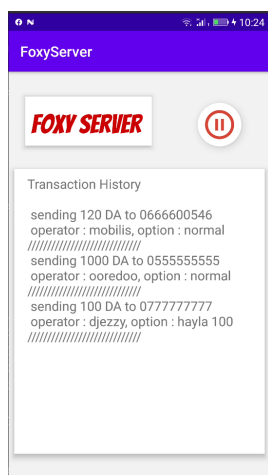 10:24
FoxyServer
FOXY SERVER
Transaction History
sending 120 DA to 0666600546
operator : mobilis, option : normal
////////////////////////////
sending 1000 DA to 0555555555
operator : ooredoo, option : normal
////////////////////////////
sending 100 DA to 0777777777
operator : djezzy, option : hayla 100
////////////////////////////